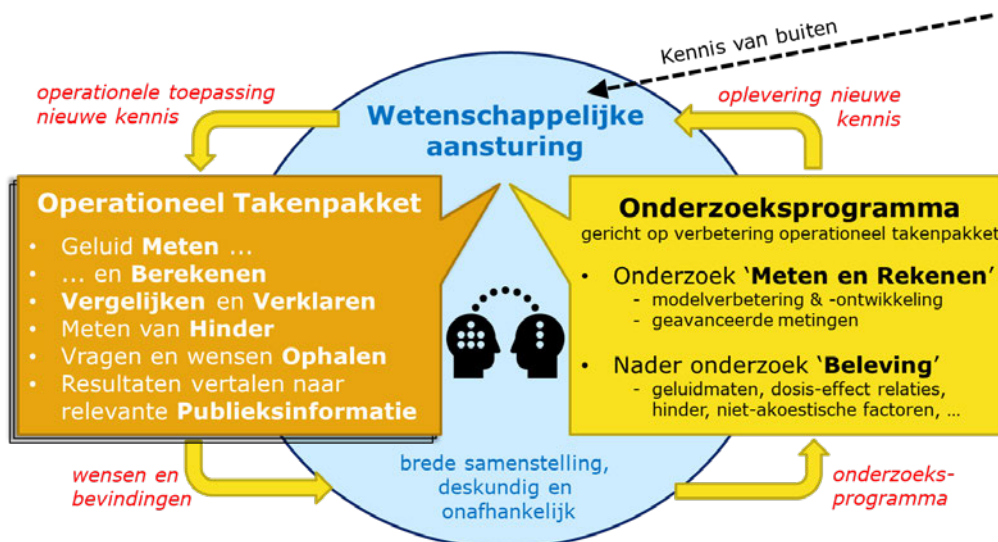 Kennis van buiten
operationele toepassing
nieuwe kennis
Wetenschappelijke
aansturing
oplevering nieuwe
kennis
Operationeel Takenpakket
• Geluid Meten ...
• ... en Berekenen
• Vergelijken en Verklaren
• Meten van Hinder
• Vragen en wensen Ophalen
• Resultaten vertalen naar
relevante Publieksinformatie
Onderzoeksprogramma
gericht op verbetering operationeel takenpakket
• Onderzoek ‘Meten en Rekenen’
- modelverbetering & -ontwikkeling
- geavanceerde metingen
• Nader onderzoek ‘Beleving’
- geluidmaten, dosis-effect relaties,
hinder, niet-akoestische factoren, ...
wensen en
bevindingen
brede samenstelling,
deskundig en
onafhankelijk
onderzoeks-
programma